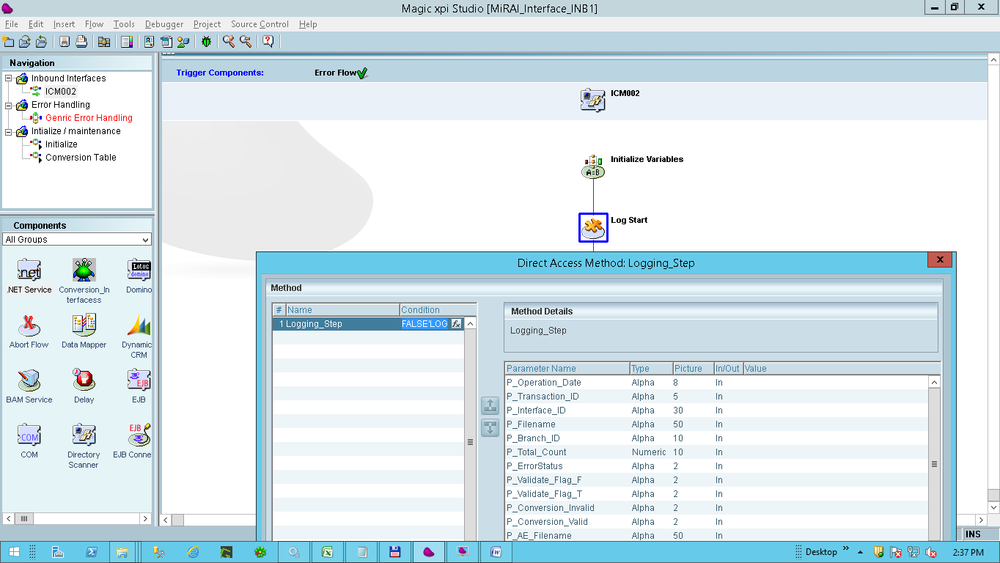 Magic xpi Studio [MiRAI_Interface_INB1]
File Edit Insert Flow Tools Debugger Project Source Control Help
Navigation
Inbound Interfaces
ICM002
Error Handling
Genric Error Handling
Intialize / maintenance
Initialize
Conversion Table
Components
All Groups
.NET Service
Conversion_In
terfacess
Domino
Abort Flow
Data Mapper
Dynamic
CRM
BAM Service
Delay
EJB
COM
Directory
Scanner
EJB Conne
Trigger Components: Error Flow
ICM002
Initialize Variables
A=B
Log Start
Direct Access Method: Logging_Step
Method
# Name Condition
1 Logging_Step FALSE'LOG
Method Details
Logging_Step
Parameter Name Type Picture In/Out Value
P_Operation_Date Alpha 8 In
P_Transaction_ID Alpha 5 In
P_Interface_ID Alpha 30 In
P_Filename Alpha 50 In
P_Branch_ID Alpha 10 In
P_Total_Count Numeric 10 In
P_ErrorStatus Alpha 2 In
P_Validate_Flag_F Alpha 2 In
P_Validate_Flag_T Alpha 2 In
P_Conversion_Invalid Alpha 2 In
P_Conversion_Valid Alpha 2 In
P_AE_Filename Alpha 50 In
INS
Desktop
2:37 PM